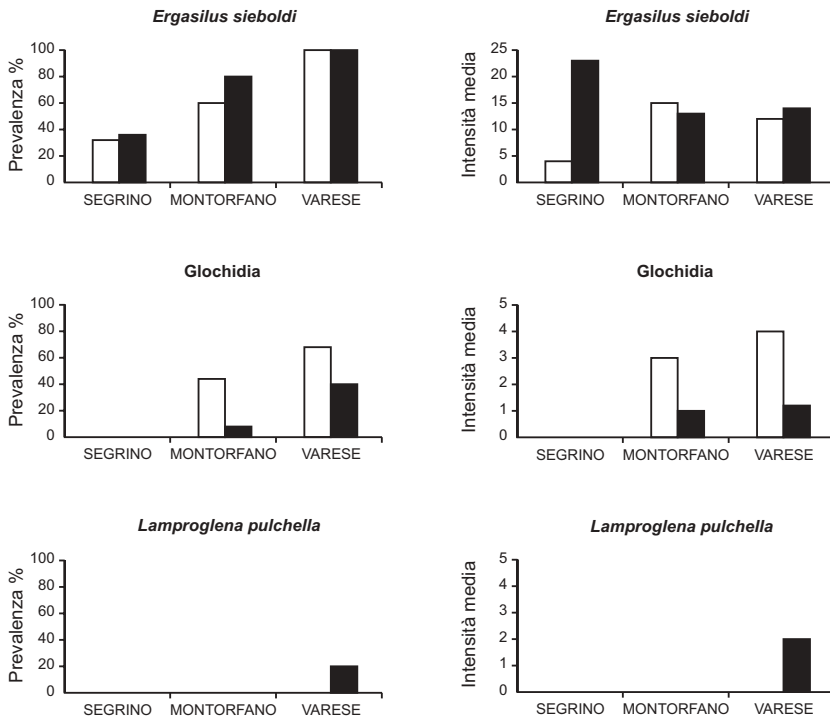 Ergasilus sieboldi
Prevalenza %
100
80
60
40
20
0
SEGRINO MONTORFANO VARESE
Ergasilus sieboldi
Intensità media
25
20
15
10
5
0
SEGRINO MONTORFANO VARESE
Glochidia
Prevalenza %
100
80
60
40
20
0
SEGRINO MONTORFANO VARESE
Glochidia
Intensità media
5
4
3
2
1
0
SEGRINO MONTORFANO VARESE
Lamproglena pulchella
Prevalenza %
100
80
60
40
20
0
SEGRINO MONTORFANO VARESE
Lamproglena pulchella
Intensità media
5
4
3
2
1
0
SEGRINO MONTORFANO VARESE